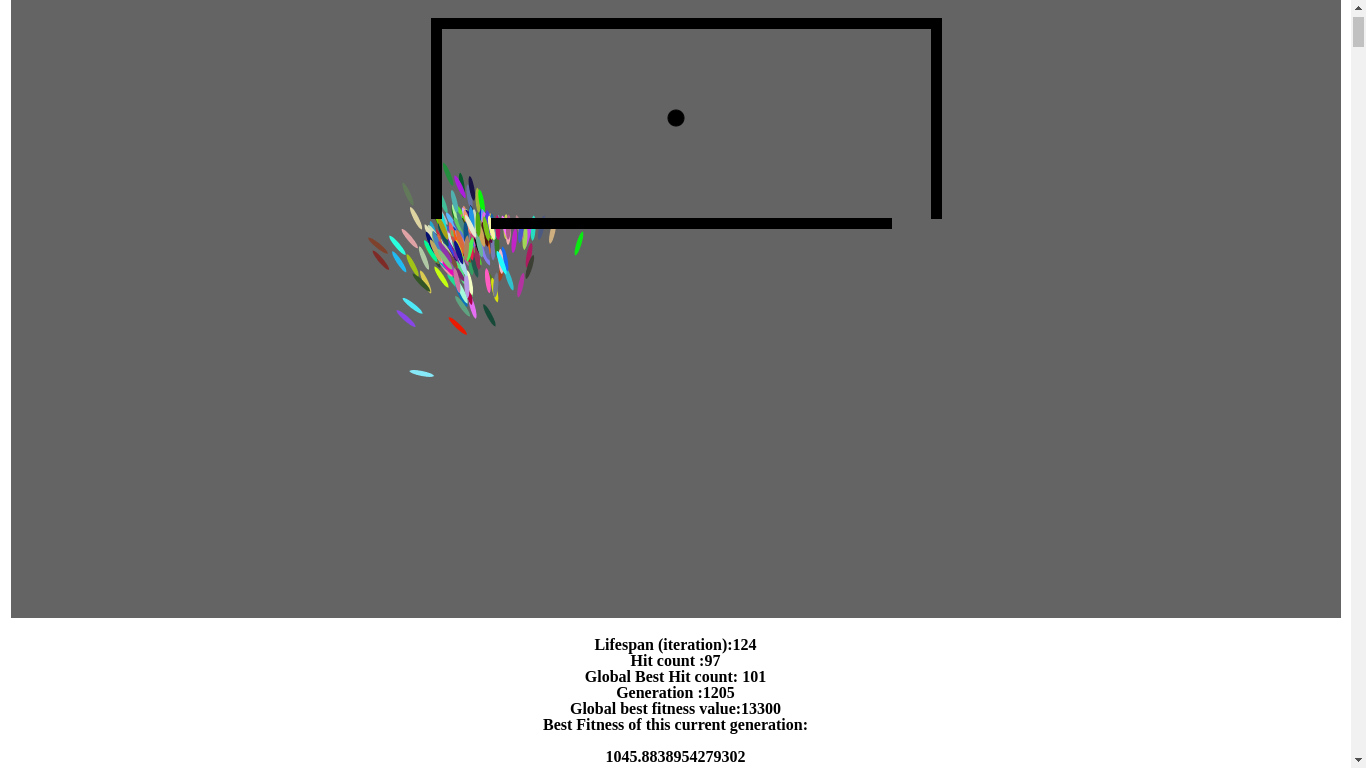 Lifespan (iteration):124
Hit count :97
Global Best Hit count: 101
Generation :1205
Global best fitness value:13300
Best Fitness of this current generation:
1045.8838954279302